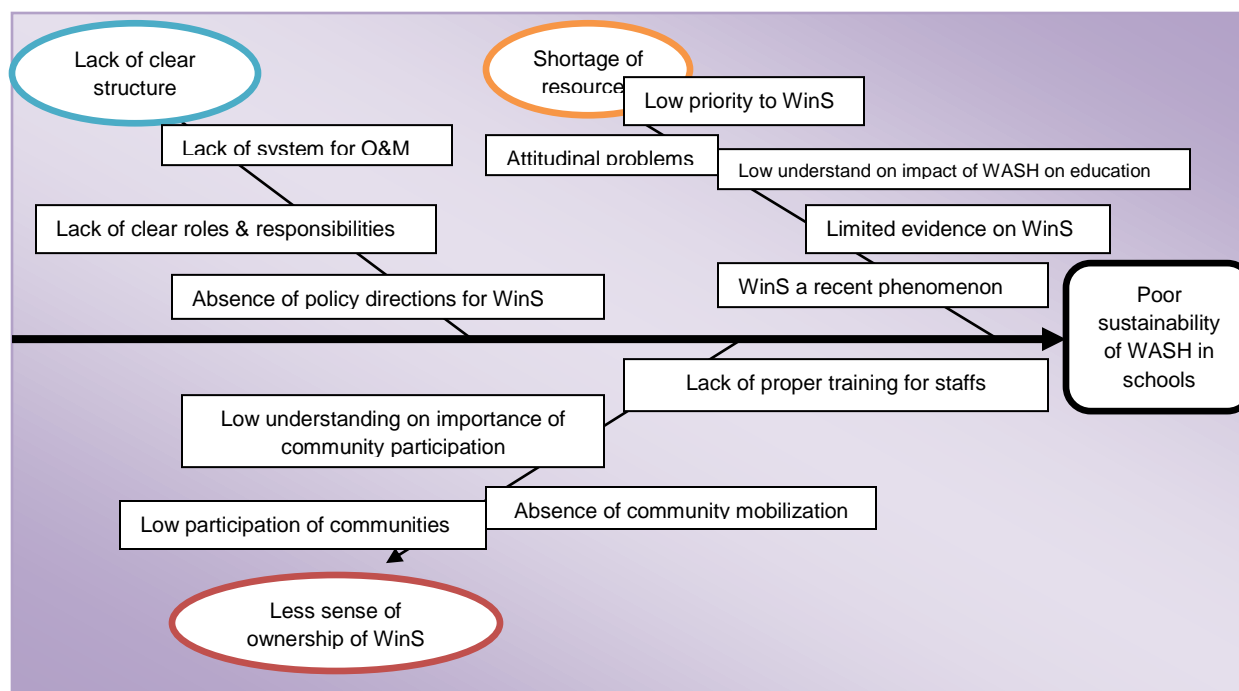 Lack of clear
structure
Shortage of
resource
Low priority to WinS
Lack of system for O&M
Attitudinal problems
Low understand on impact of WASH on education
Lack of clear roles & responsibilities
Limited evidence on WinS
Absence of policy directions for WinS
WinS a recent phenomenon
Poor
sustainability
of WASH in
schools
Lack of proper training for staffs
Low understanding on importance of
community participation
Absence of community mobilization
Low participation of communities
Less sense of
ownership of WinS